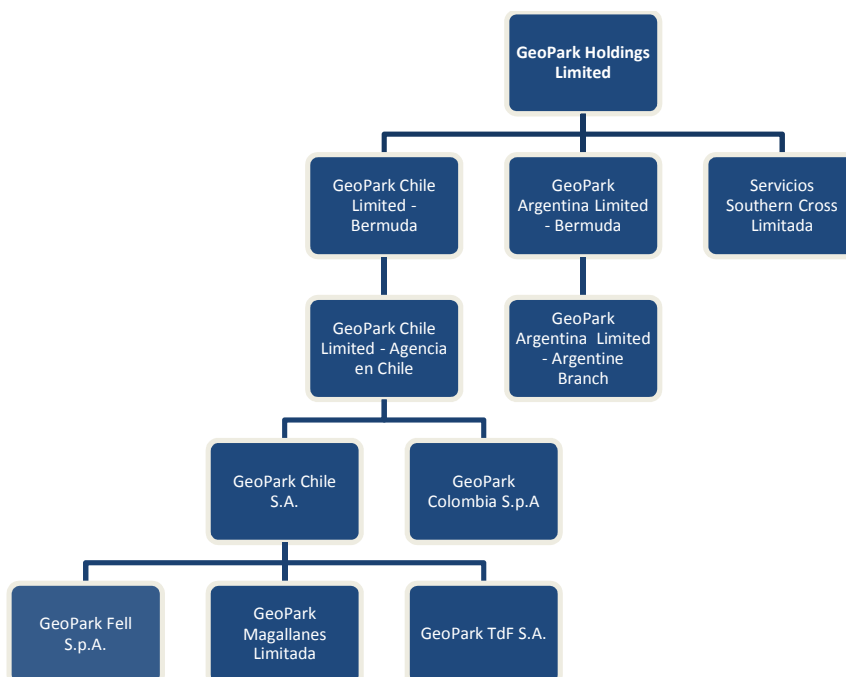 GeoPark Holdings
Limited
GeoPark Chile
Limited -
Bermuda
GeoPark
Argentina Limited
- Bermuda
Servicios
Southern Cross
Limitada
GeoPark Chile
Limited - Agencia
en Chile
GeoPark
Argentina Limited
- Argentine
Branch
GeoPark Chile
S.A.
GeoPark
Colombia S.p.A
GeoPark Fell
S.p.A.
GeoPark
Magallanes
Limitada
GeoPark TdF S.A.